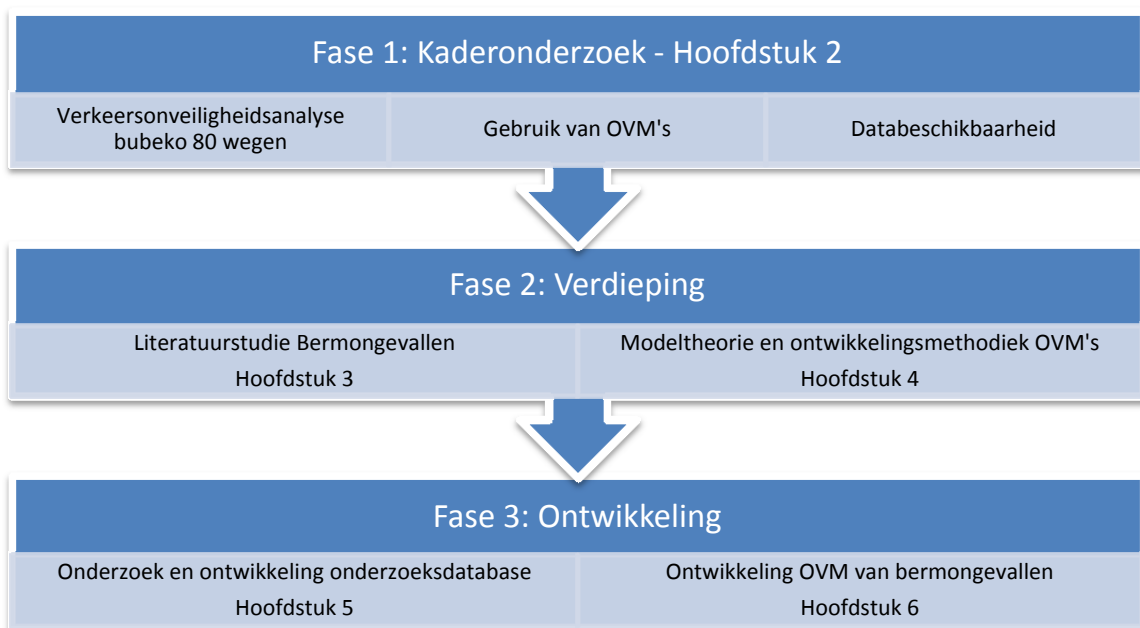 Fase 1: Kaderonderzoek - Hoofdstuk 2
Verkeersonveiligheidsanalyse
bubeko 80 wegen
Gebruik van OVM's
Databeschikbaarheid
Fase 2: Verdieping
Literatuurstudie Bermongevallen
Hoofdstuk 3
Modeltheorie en ontwikkelingsmethodiek OVM's
Hoofdstuk 4
Fase 3: Ontwikkeling
Onderzoek en ontwikkeling onderzoeksdatabase
Hoofdstuk 5
Ontwikkeling OVM van bermongevallen
Hoofdstuk 6